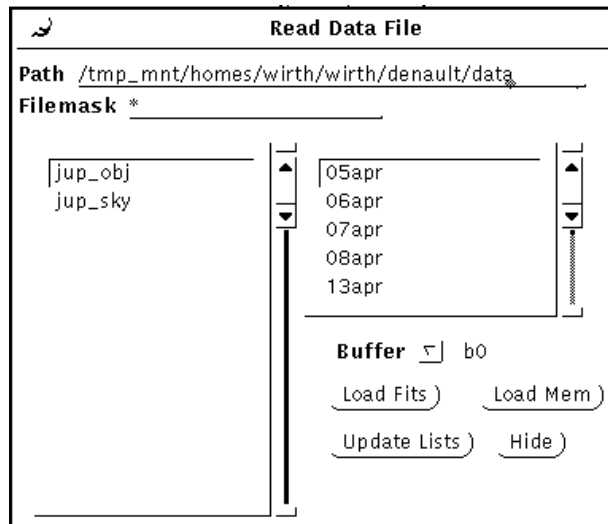 Read Data File
Path /tmp_mnt/homes/wirth/wirth/denault/data
Filemask *
jup_obj
jup_sky
05apr
06apr
07apr
08apr
13apr
Buffer b0
Load Fits Load Mem
Update Lists Hide